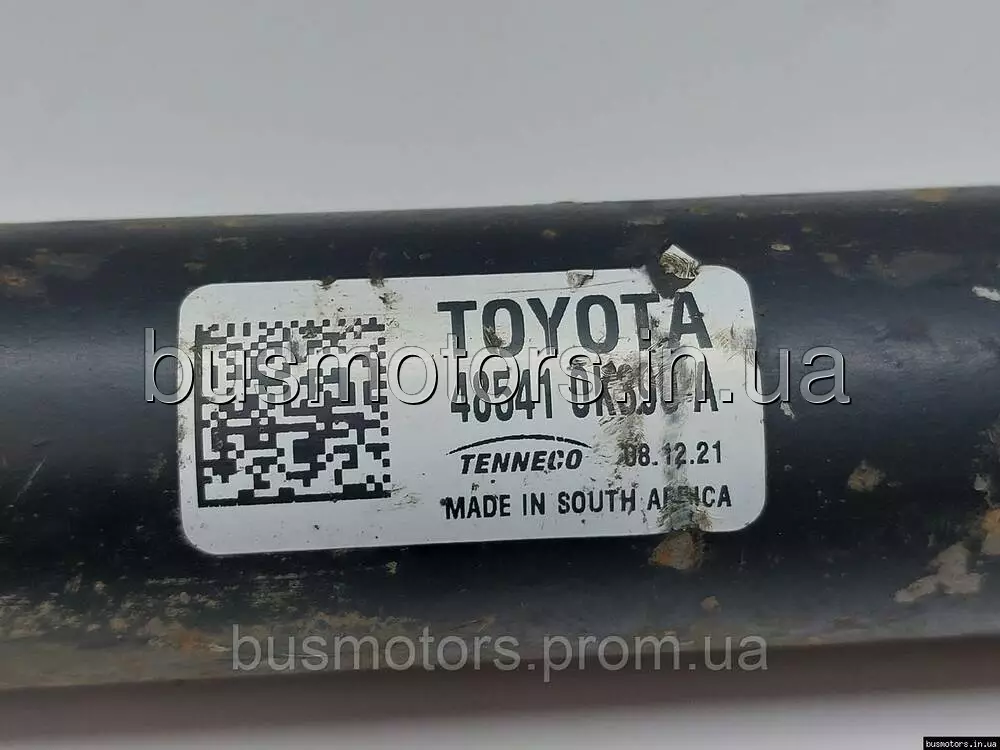 TOYOTA
busmotors.in.ua
48541
A
TENNECO 08.12.21
MADE IN SOUTH AFRICA
busmotors.prom.ua
busmotors.in.ua